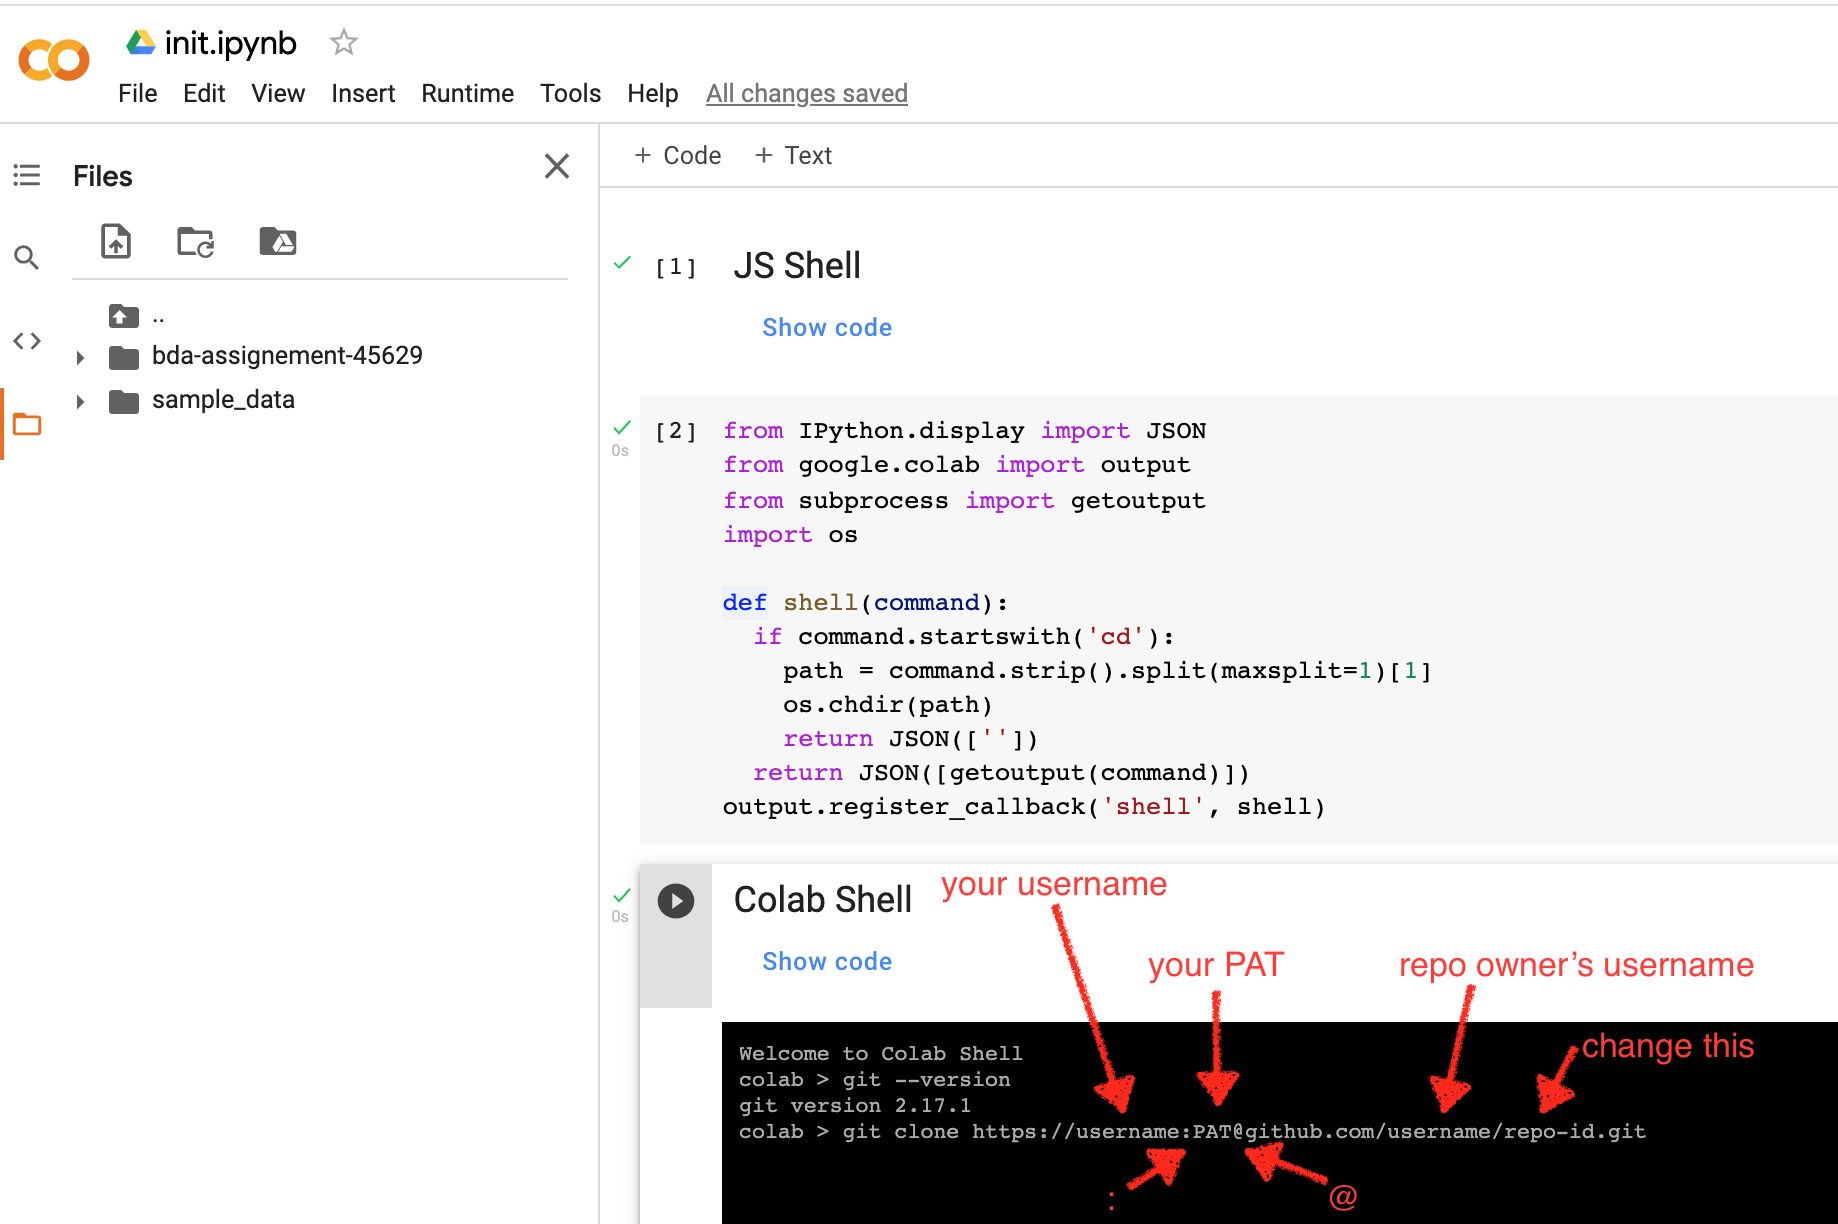 init.ipynb
File Edit View Insert Runtime Tools Help All changes saved
Files
+ Code + Text
..
bda-assignement-45629
sample_data
[1] JS Shell
Show code
[2] from IPython.display import JSON
0s
from google.colab import output
from subprocess import getoutput
import os
def shell(command):
if command.startswith('cd'):
path = command.strip().split(maxsplit=1)[1]
os.chdir(path)
return JSON([''])
return JSON([getoutput(command)])
output.register_callback('shell', shell)
0s
Colab Shell
your username
Show code
your PAT
repo owner’s username
change this
Welcome to Colab Shell
colab > git --version
git version 2.17.1
colab > git clone https://username:PAT@github.com/username/repo-id.git
:
@